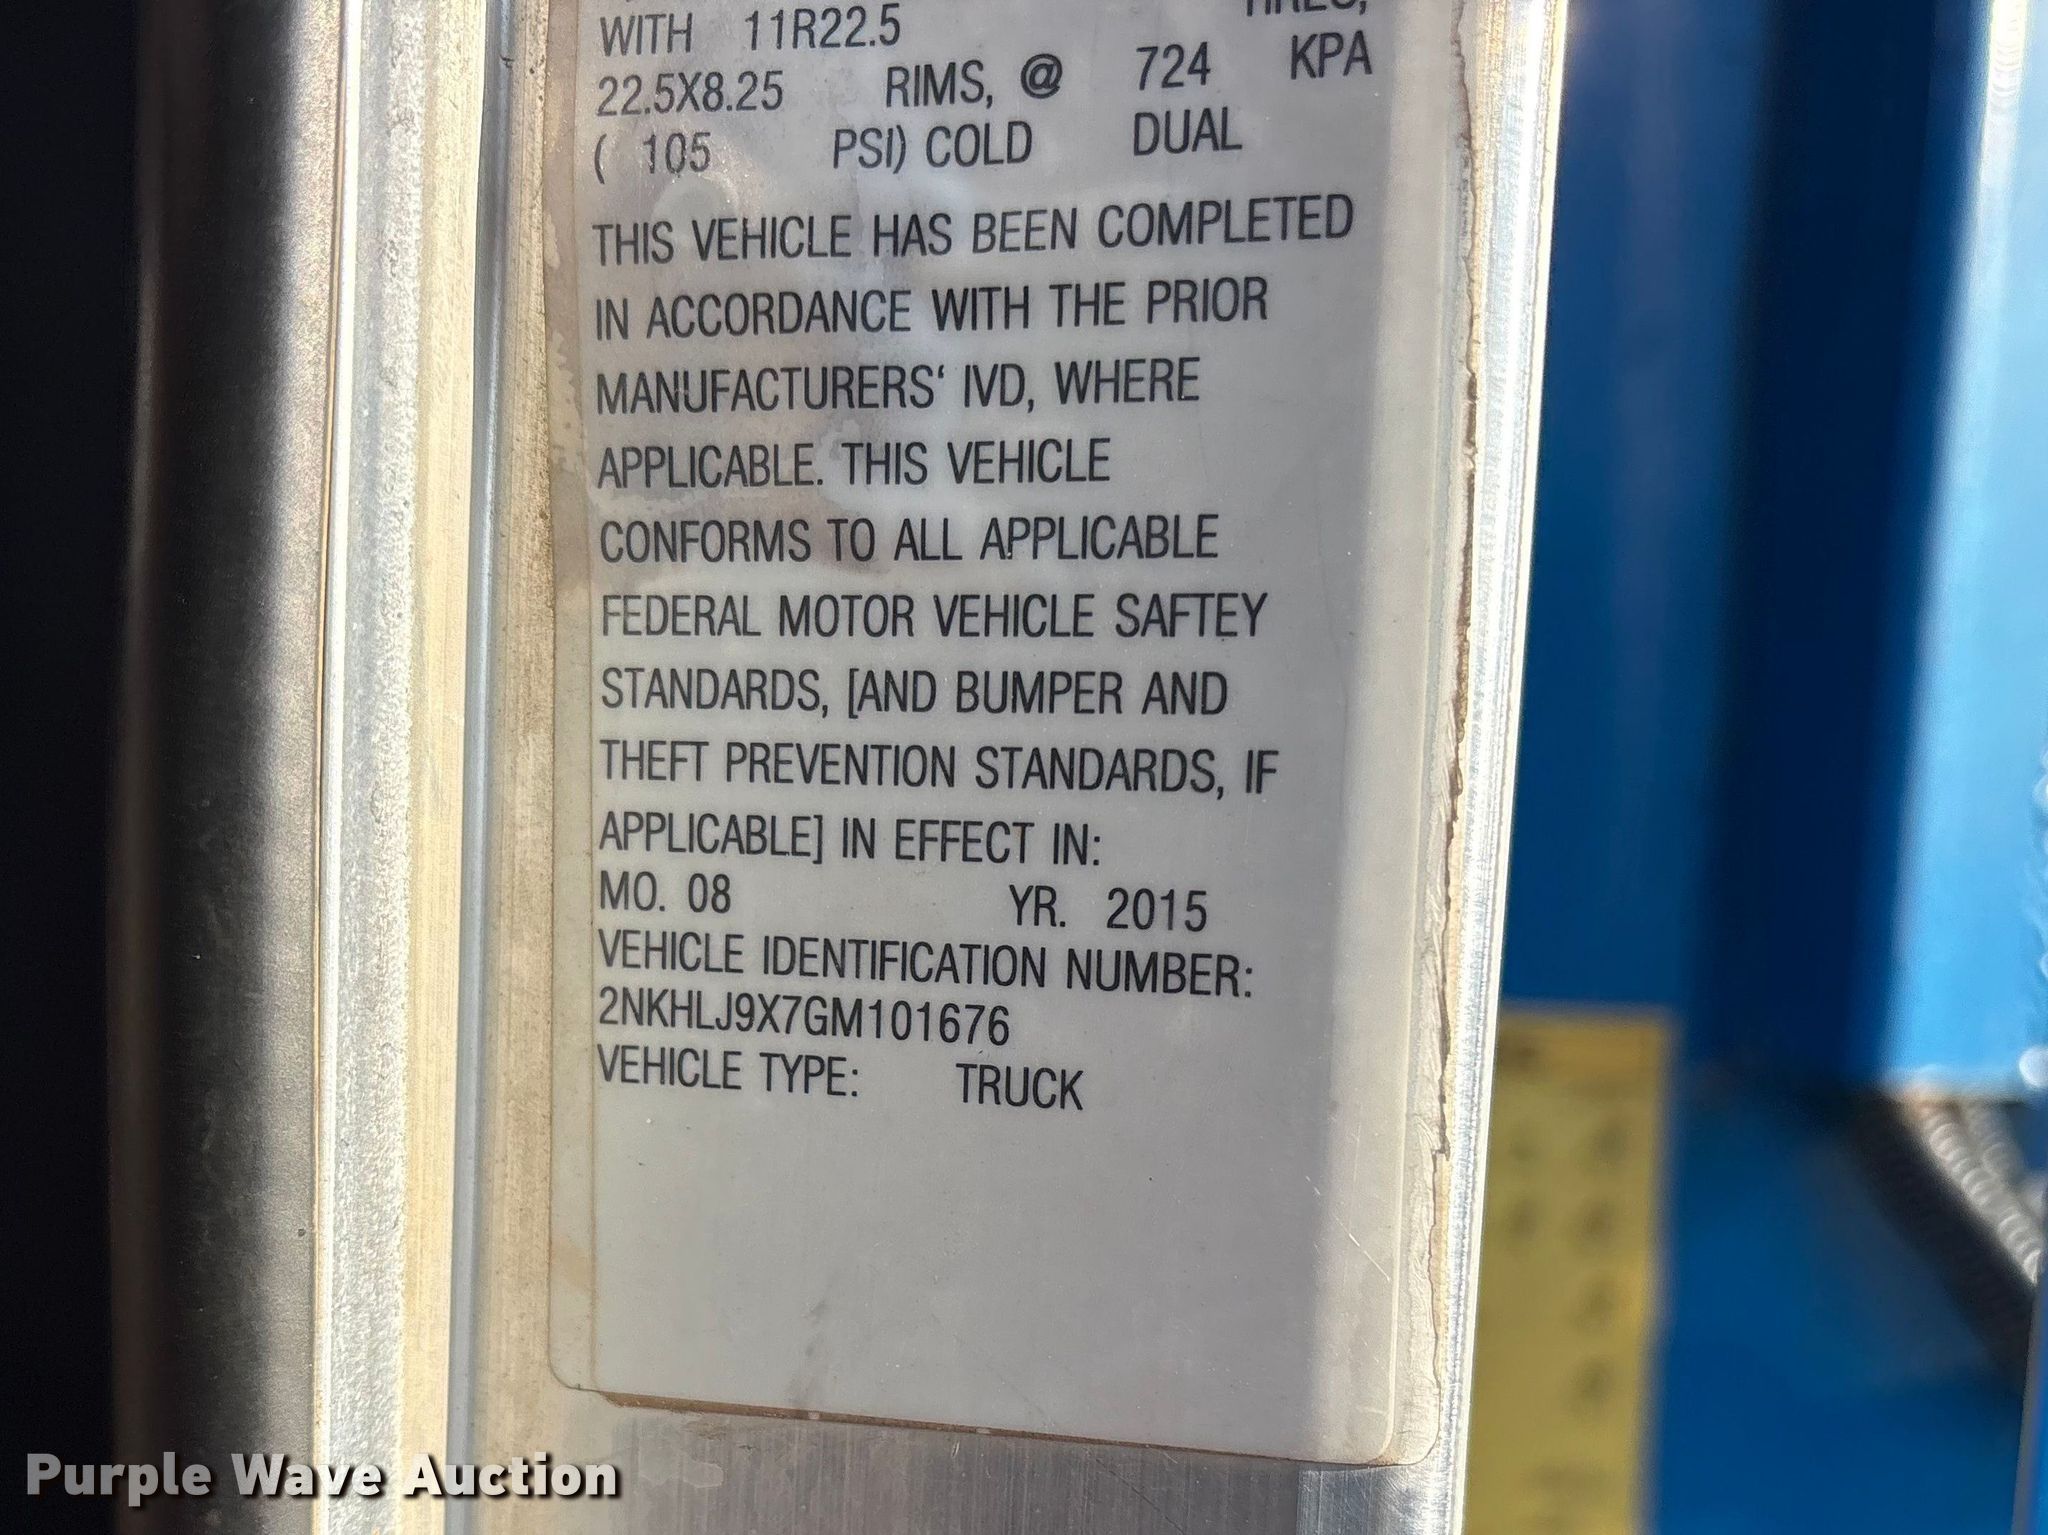 WITH 11R22.5 TIRES,
22.5X8.25 RIMS, @ 724 KPA
( 105 PSI) COLD DUAL
THIS VEHICLE HAS BEEN COMPLETED
IN ACCORDANCE WITH THE PRIOR
MANUFACTURERS‘ IVD, WHERE
APPLICABLE. THIS VEHICLE
CONFORMS TO ALL APPLICABLE
FEDERAL MOTOR VEHICLE SAFTEY
STANDARDS, [AND BUMPER AND
THEFT PREVENTION STANDARDS, IF
APPLICABLE] IN EFFECT IN:
MO. 08 YR. 2015
VEHICLE IDENTIFICATION NUMBER:
2NKHLJ9X7GM101676
VEHICLE TYPE: TRUCK
Purple Wave Auction